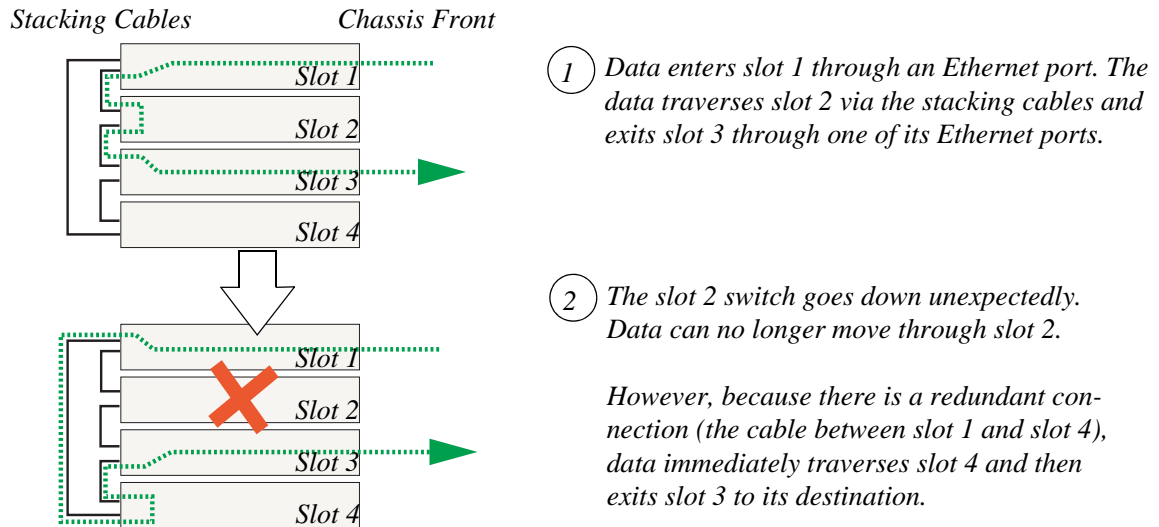 Stacking Cables
Chassis Front
Slot 1
Slot 2
Slot 3
Slot 4
1
Data enters slot 1 through an Ethernet port. The
data traverses slot 2 via the stacking cables and
exits slot 3 through one of its Ethernet ports.
Slot 1
Slot 2
Slot 3
Slot 4
2
The slot 2 switch goes down unexpectedly.
Data can no longer move through slot 2.
However, because there is a redundant con-
nection (the cable between slot 1 and slot 4),
data immediately traverses slot 4 and then
exits slot 3 to its destination.